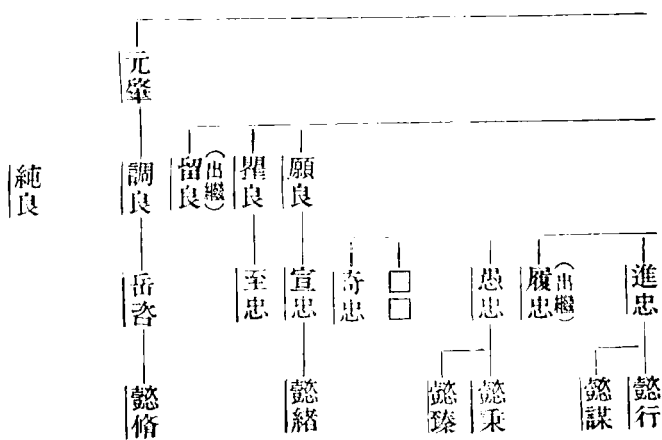 進忠
懿行
懿謀
履忠（出繼）
愚忠
懿乘
懿臻
□□
奇忠
願良
宣忠
懿緒
至忠
留良（出繼）
元肇
調良
岳咨
懿脩
純良